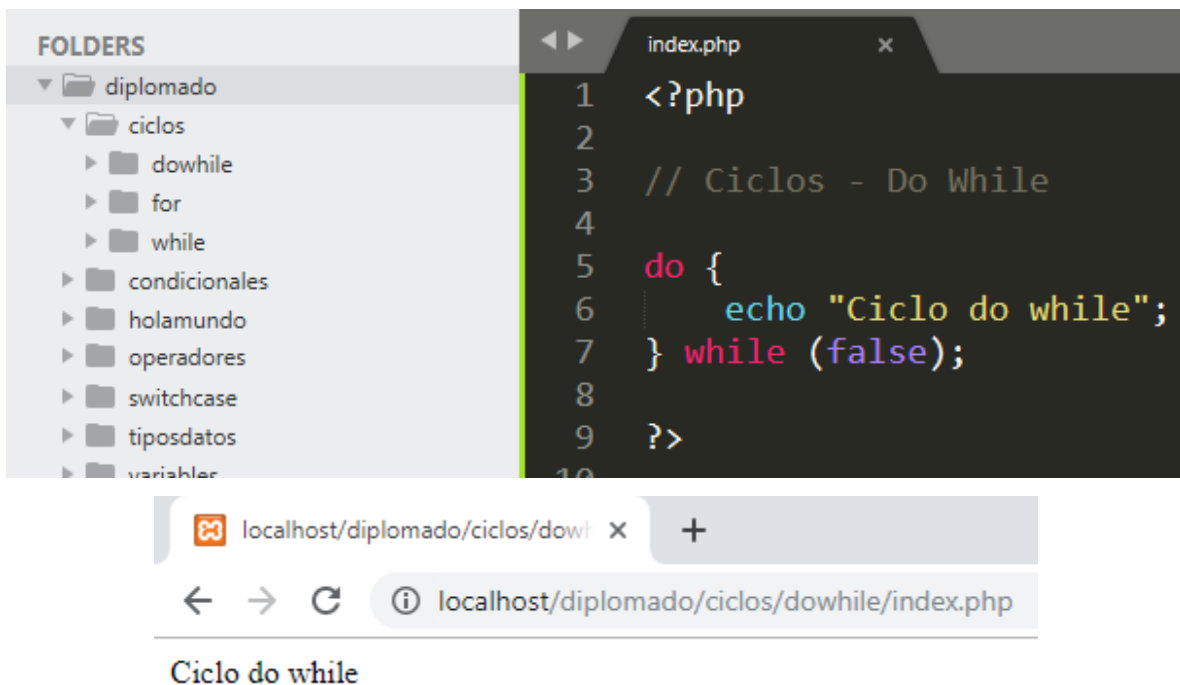 FOLDERS
diplomado
ciclos
dowhile
for
while
condicionales
holamundo
operadores
switchcase
tiposdatos
variables
index.php
1 <?php
2
3 // Ciclos - Do While
4
5 do {
6 echo "Ciclo do while";
7 } while (false);
8
9 ?>
10
localhost/diplomado/ciclos/dowh
localhost/diplomado/ciclos/dowhile/index.php
Ciclo do while